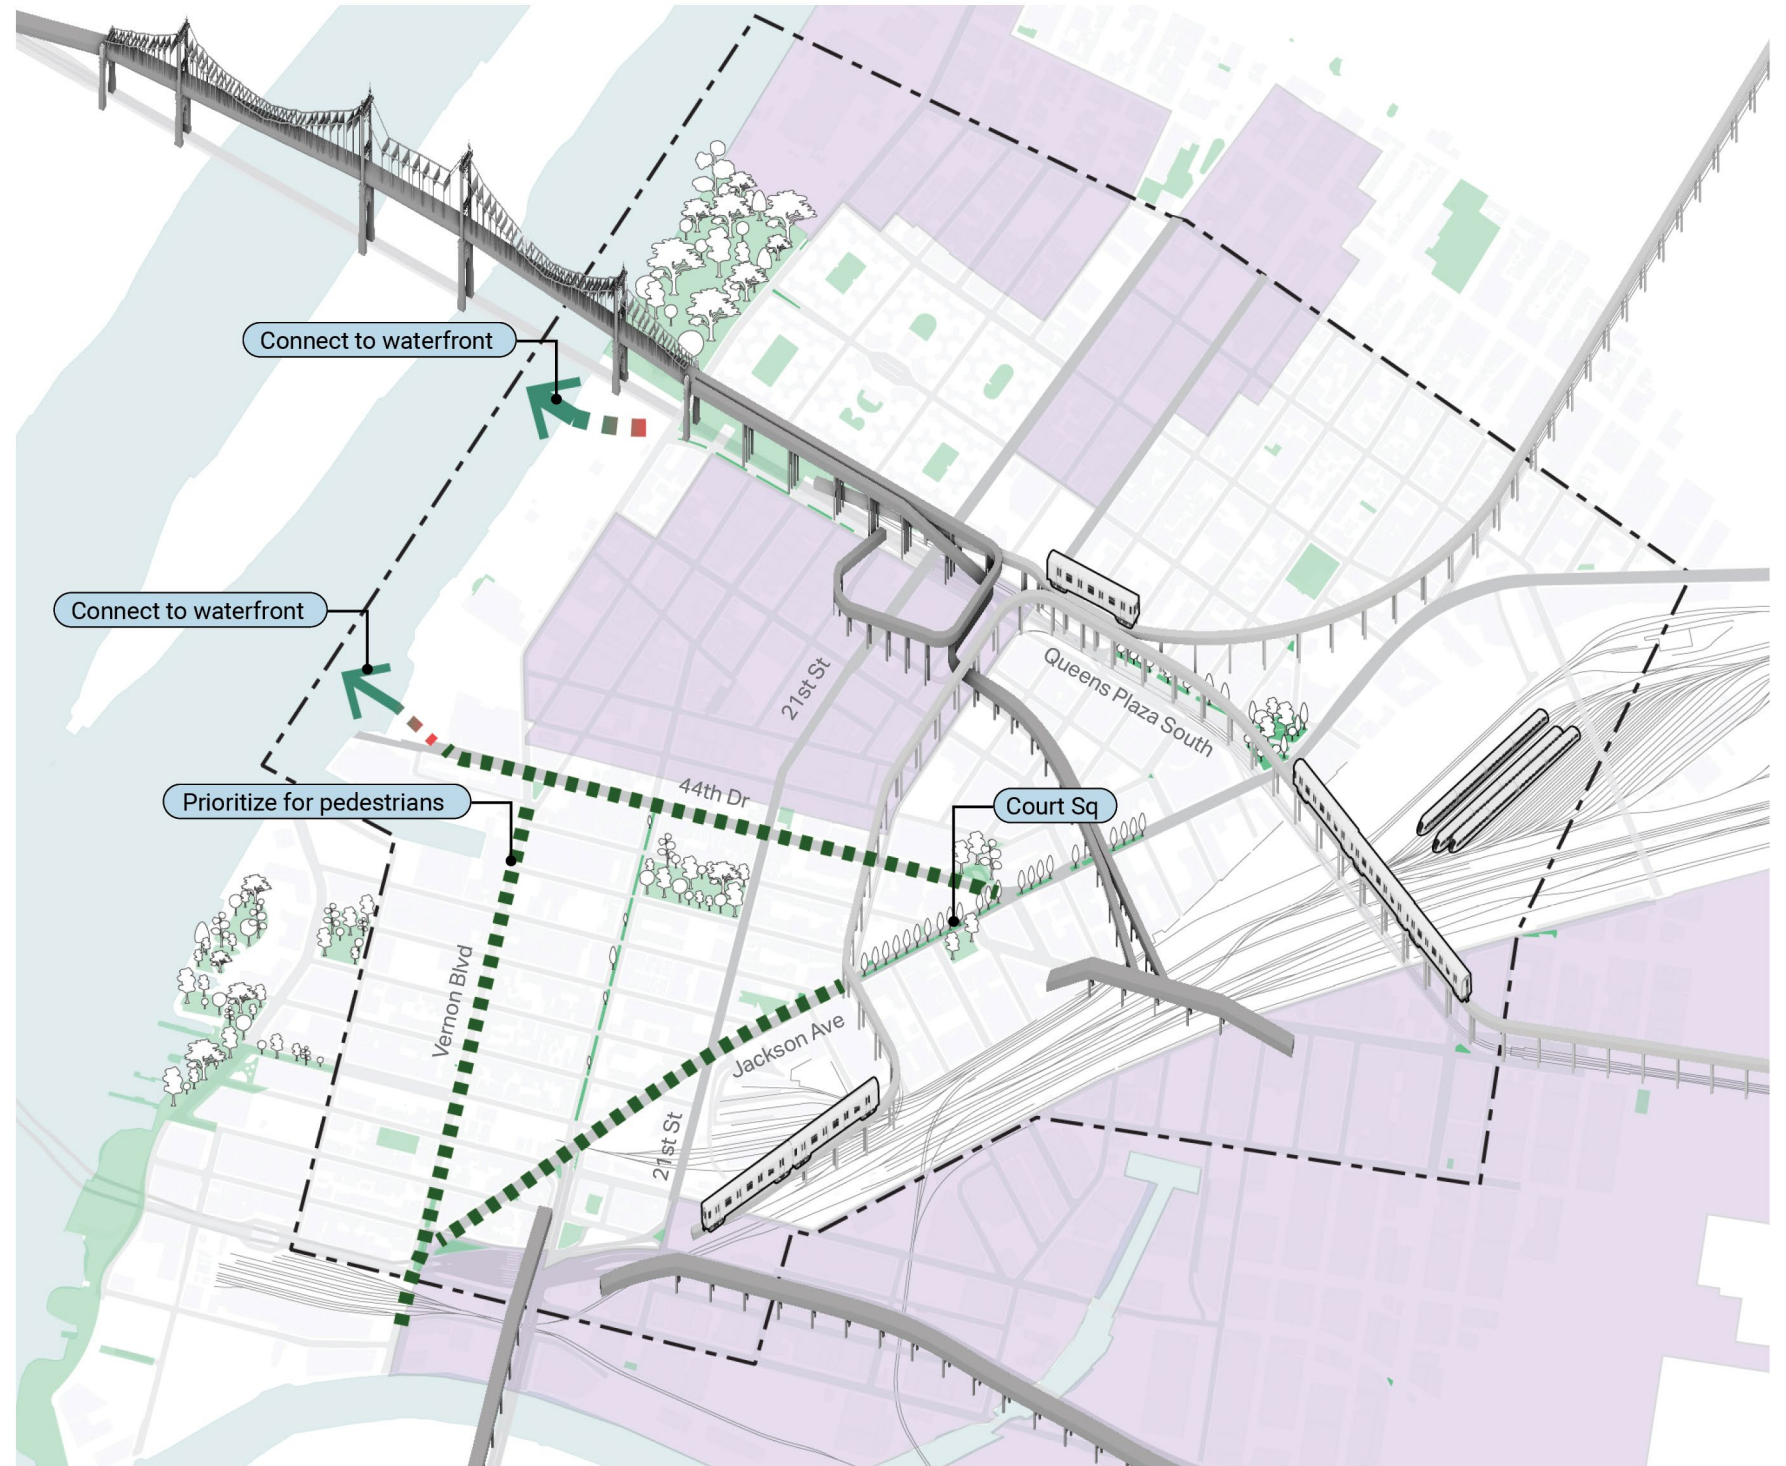 Connect to waterfront
Connect to waterfront
21st St
Queens Plaza South
44th Dr
Prioritize for pedestrians
Court Sq
Vernon Blvd
Jackson Ave
21st St